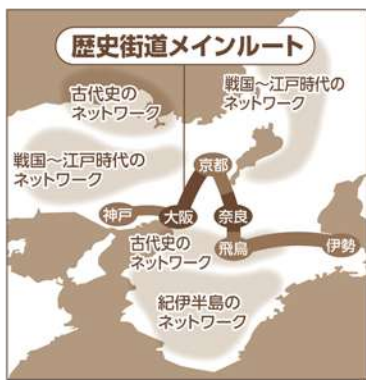 歴史街道メインルート
古代史の
ネットワーク
戦国〜江戸時代の
ネットワーク
戦国〜江戸時代の
ネットワーク
京都
神戸
大阪
奈良
古代史の
ネットワーク
飛鳥
伊勢
紀伊半島の
ネットワーク